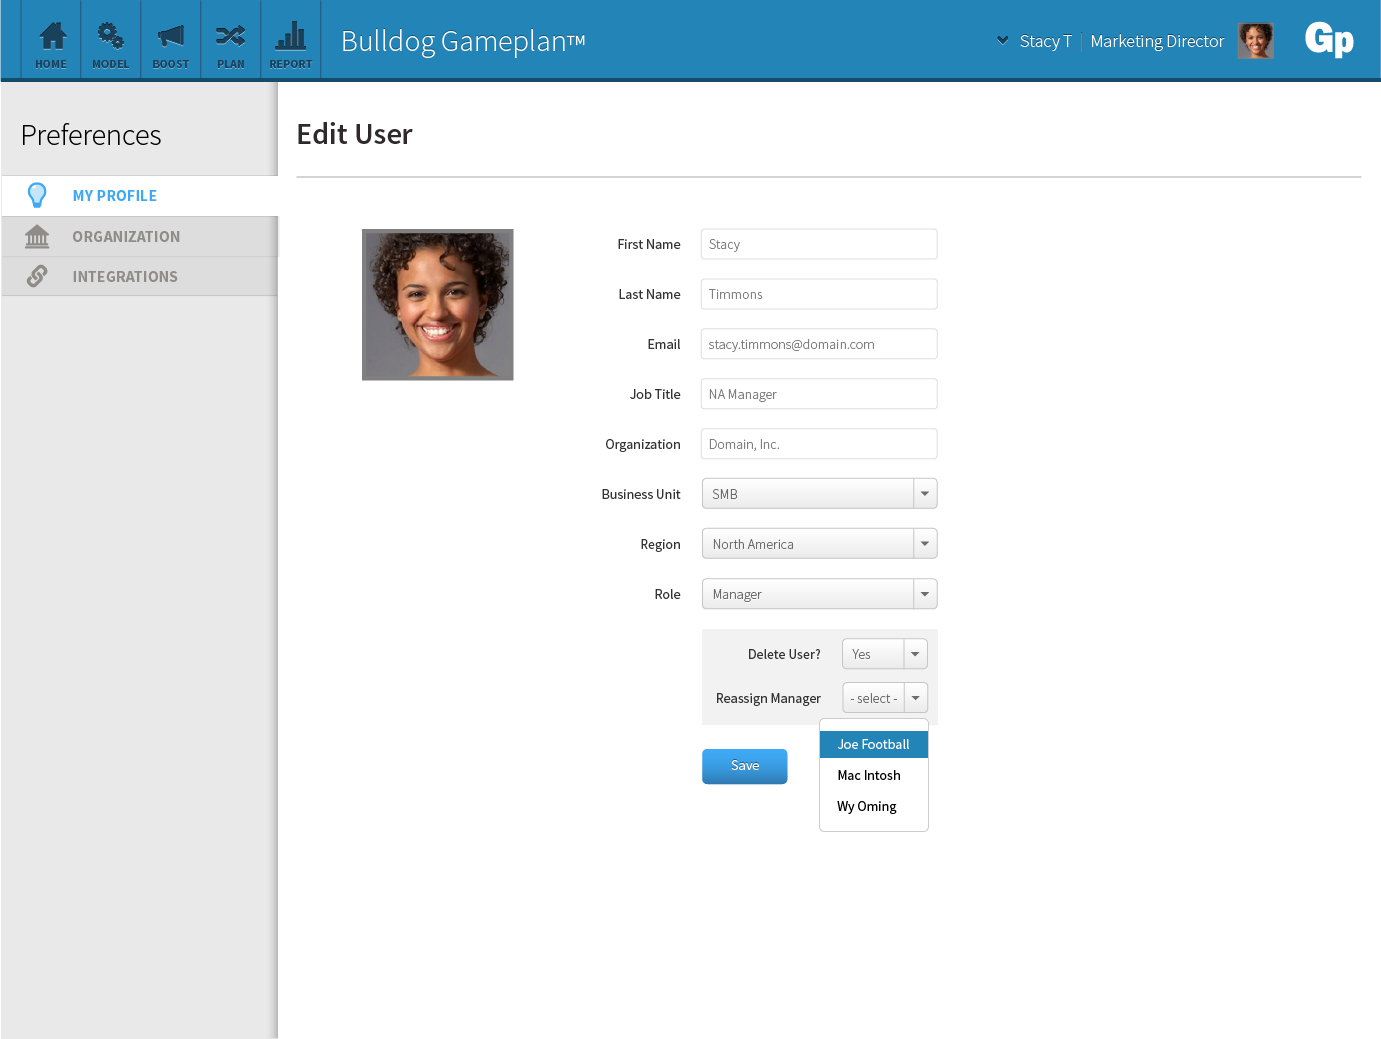 HOME MODEL BOOST PLAN REPORT Bulldog Gameplan™ Stacy T Marketing Director Gp
Preferences
MY PROFILE
ORGANIZATION
INTEGRATIONS
Edit User
First Name Stacy
Last Name Timmons
Email stacy.timmons@domain.com
Job Title NA Manager
Organization Domain, Inc.
Business Unit SMB
Region North America
Role Manager
Delete User? Yes
Reassign Manager - select -
Joe Football
Mac Intosh
Wy Oming
Save